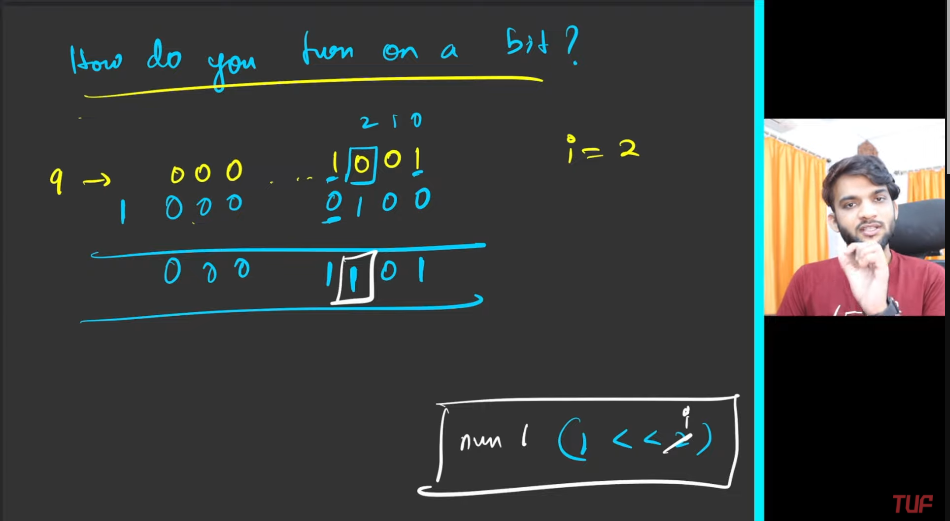 How do you turn on a bit?
2 1 0
9 → 0 0 0 . ... 1 0 0 1
i = 2
| 0 0 0 0 1 0 0
0 0 0 1 1 0 1
i
num | (1 << 2)
TUF